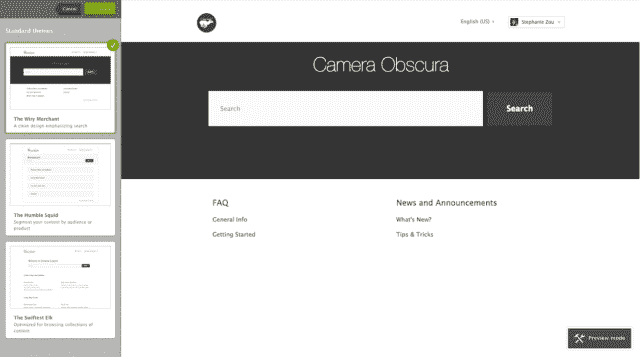 Cancel
Standard themes
The Wiry Merchant
A clean design emphasizing search
The Humble Squid
Organize your content by audience or product
The Swiftest Elk
Optimized for browsing collections of content
English (US)
Stephanie Zou
Camera Obscura
Search
Search
FAQ
News and Announcements
General Info
What's New?
Getting Started
Tips & Tricks
Preview mode